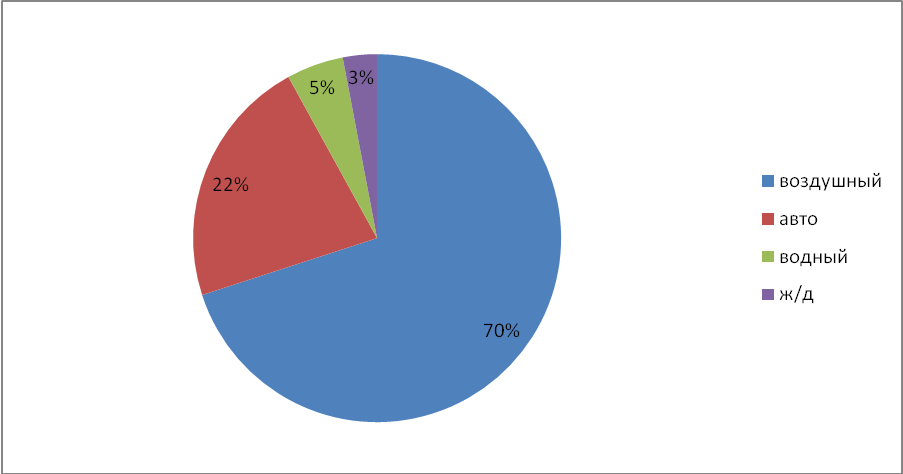 3%
5%
22%
70%
воздушный
авто
водный
ж/д